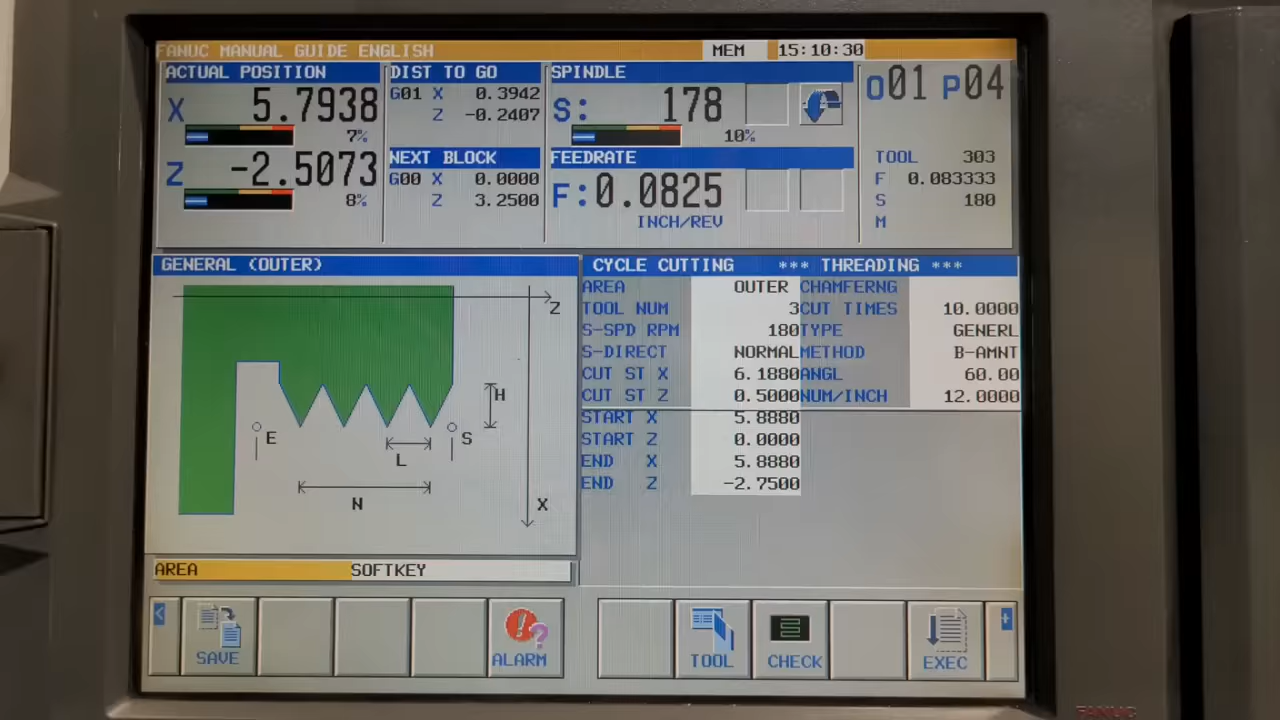 FANUC MANUAL GUIDE ENGLISH MEM 15:10:30
ACTUAL POSITION
X 5.7938
7%
Z -2.5073
8%
DIST TO GO
G01 X 0.3942
Z -0.2407
NEXT BLOCK
G00 X 0.0000
Z 3.2500
SPINDLE
S: 178
10%
FEEDRATE
F:0.0825
INCH/REV
O01 P04
TOOL 303
F 0.083333
S 180
M
GENERAL (OUTER)
Z
H
E
S
L
N
X
CYCLE CUTTING *** THREADING ***
AREA OUTER CHAMFERNG
TOOL NUM 3 CUT TIMES 10.0000
S-SPD RPM 180 TYPE GENERL
S-DIRECT NORMAL METHOD B-AMNT
CUT ST X 6.1880 ANGL 60.00
CUT ST Z 0.5000 NUM/INCH 12.0000
START X 5.8880
START Z 0.0000
END X 5.8880
END Z -2.7500
AREA SOFTKEY
< SAVE ALARM TOOL CHECK EXEC +
FANUC